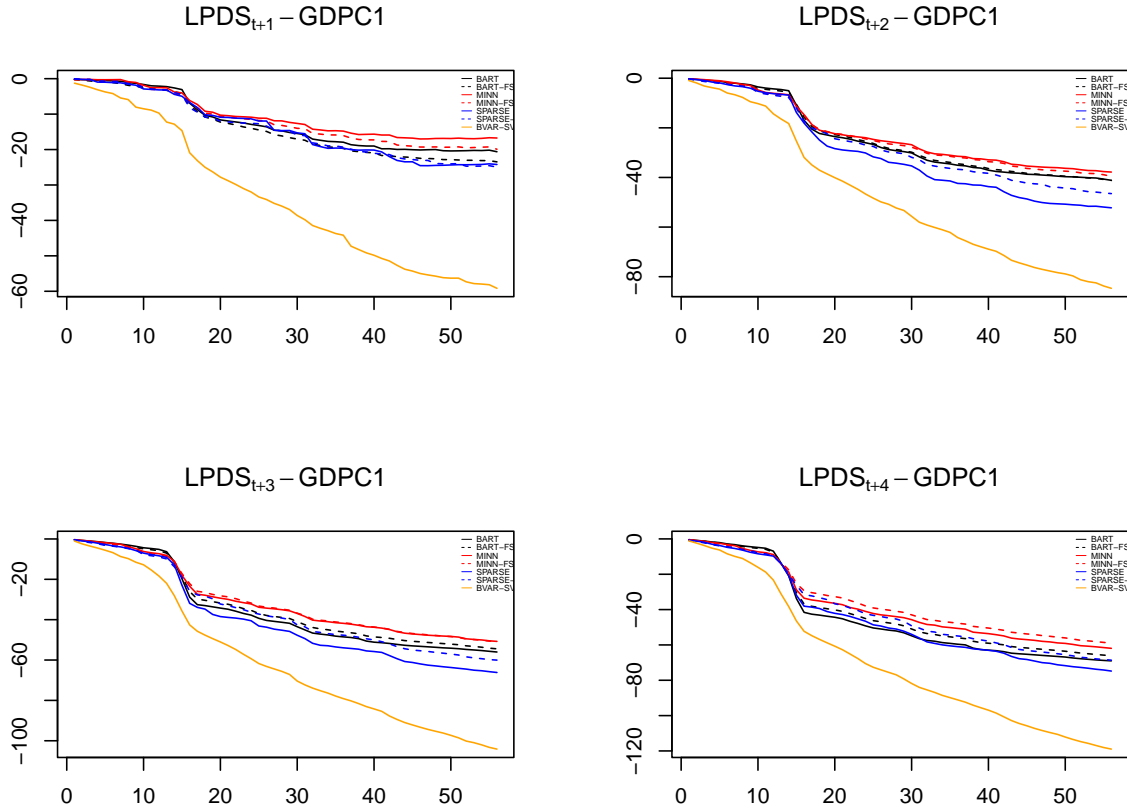 LPDS_{t+1} − GDPC1
0
−20
−40
−60
0 10 20 30 40 50
BART
BART−FS
MINN
MINN−FS
SPARSE
SPARSE−
BVAR−SV
LPDS_{t+2} − GDPC1
0
−40
−80
0 10 20 30 40 50
BART
BART−FS
MINN
MINN−FS
SPARSE
SPARSE−
BVAR−SV
LPDS_{t+3} − GDPC1
−20
−60
−100
0 10 20 30 40 50
BART
BART−FS
MINN
MINN−FS
SPARSE
SPARSE−
BVAR−SV
LPDS_{t+4} − GDPC1
0
−40
−80
−120
0 10 20 30 40 50
BART
BART−FS
MINN
MINN−FS
SPARSE
SPARSE−
BVAR−SV